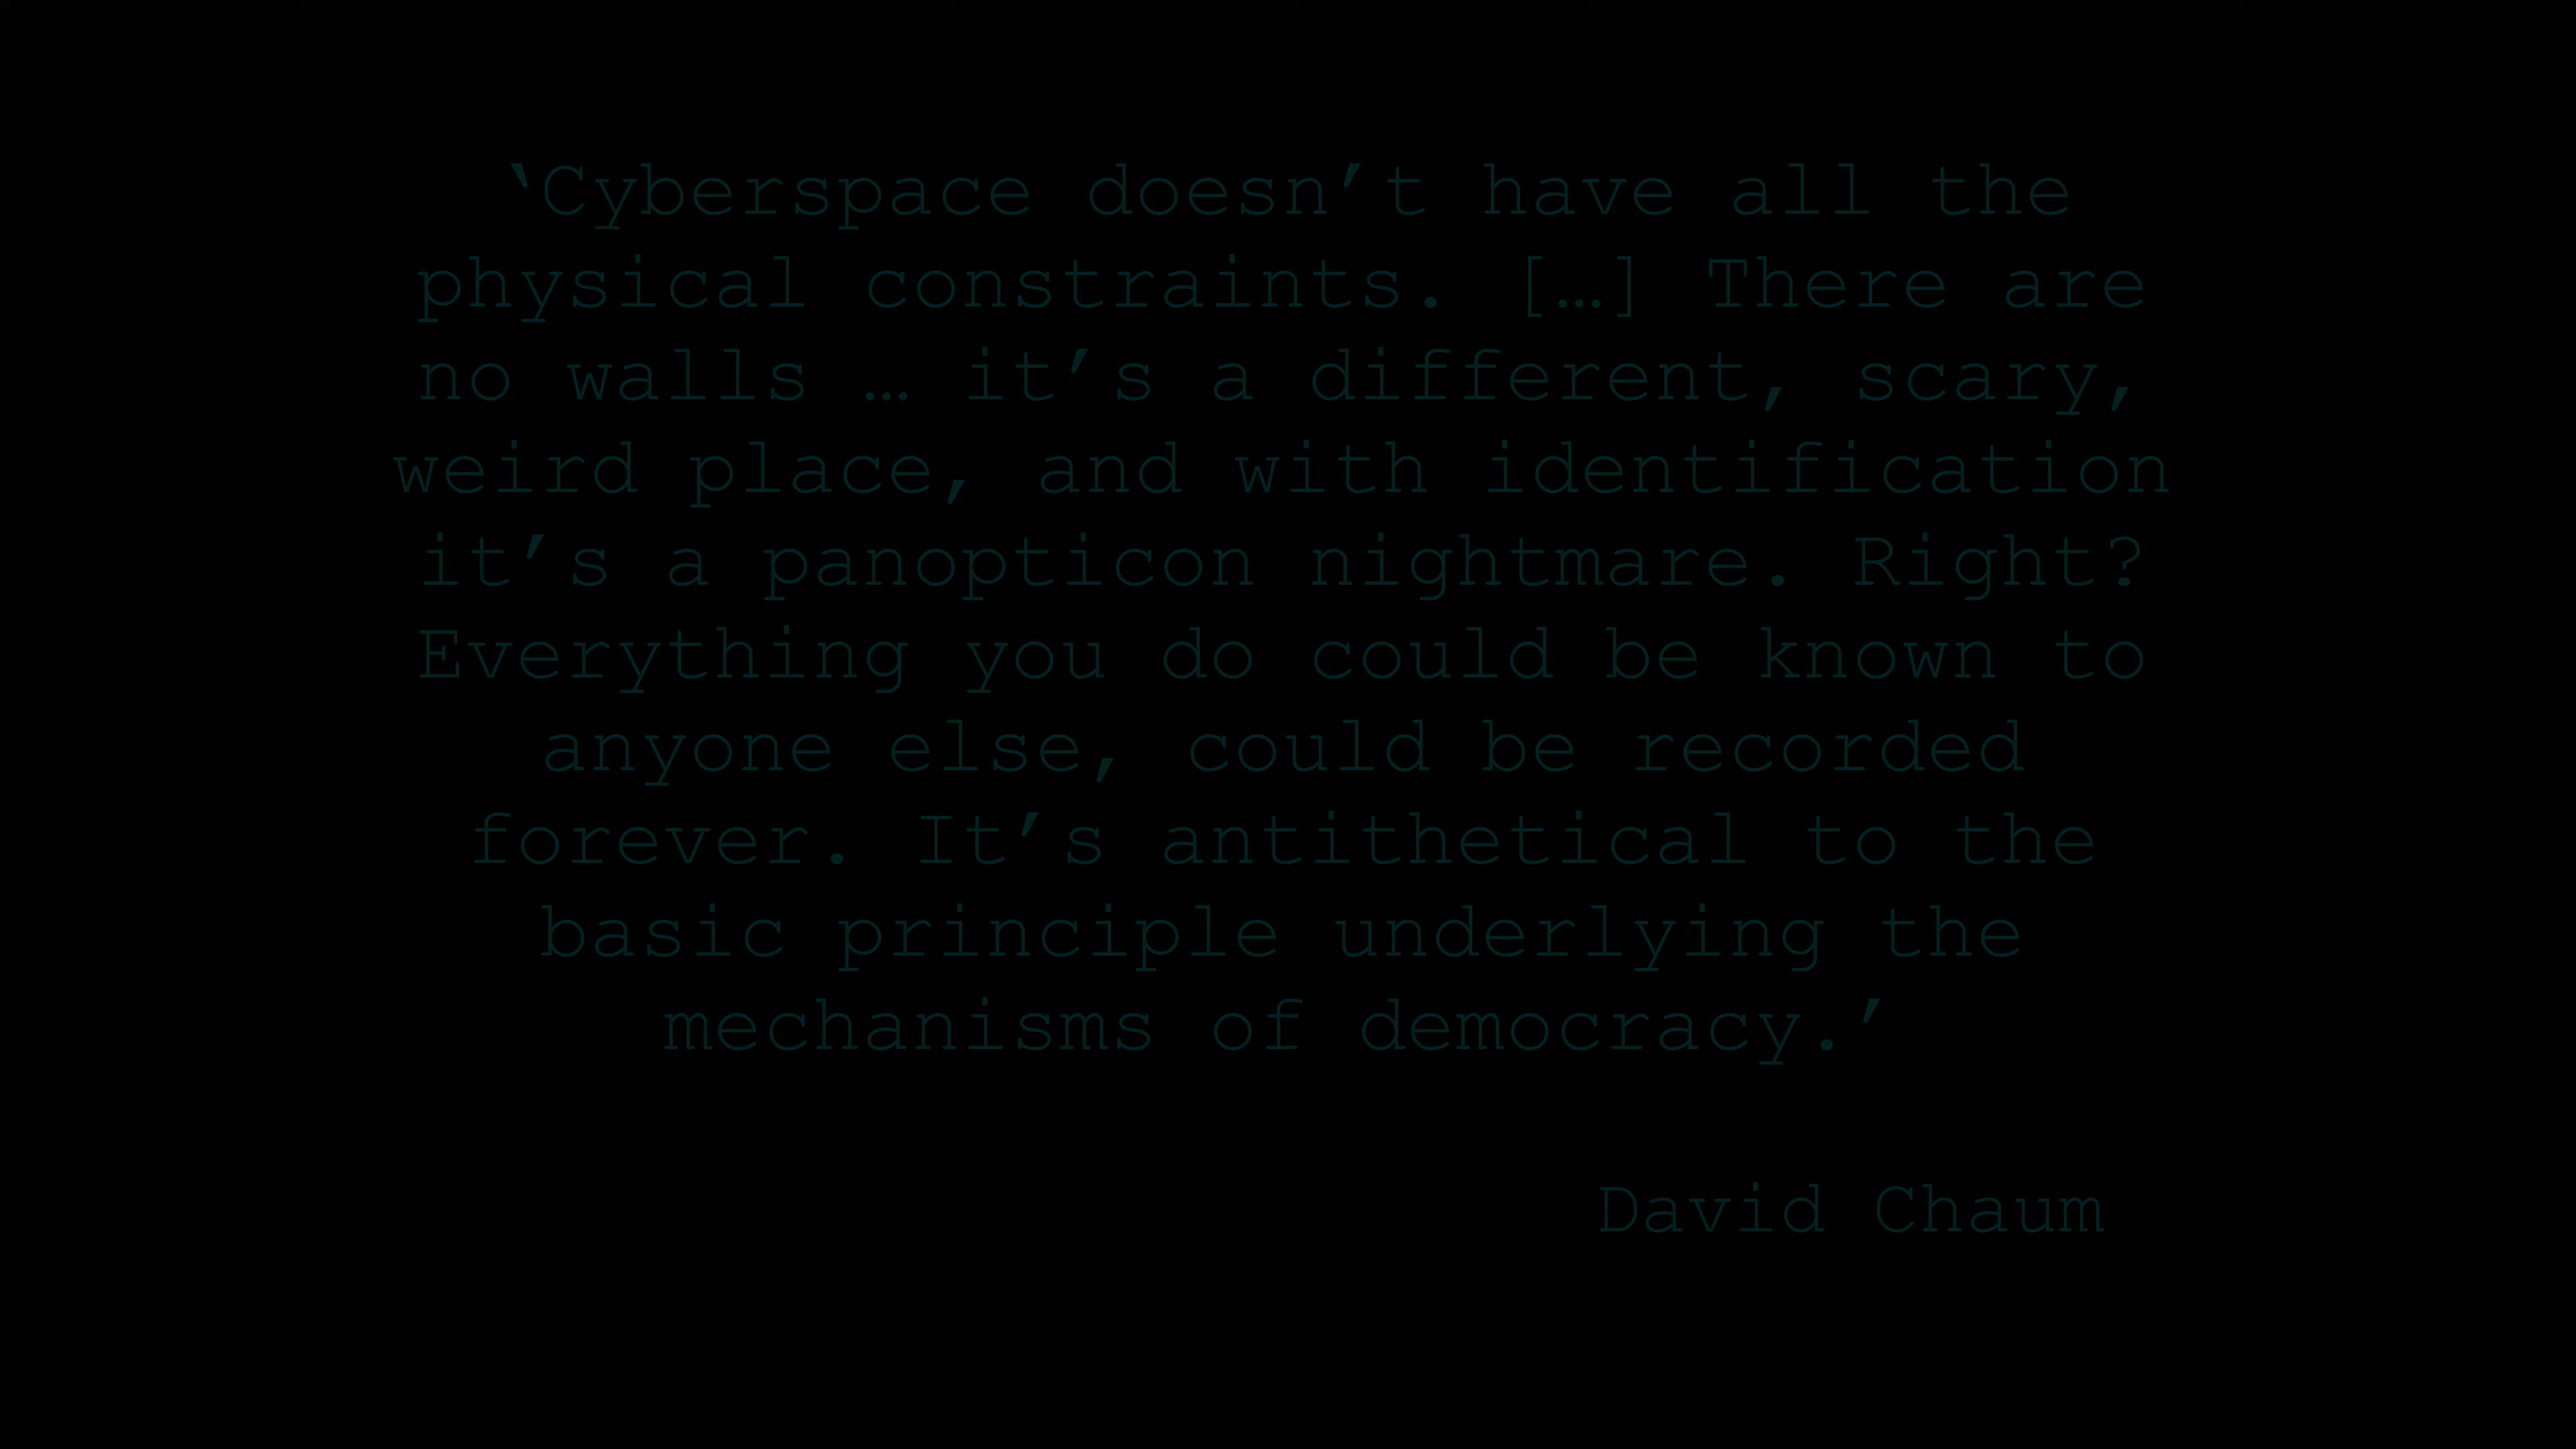 ‘Cyberspace doesn’t have all the
physical constraints. […] There are
no walls … it’s a different, scary,
weird place, and with identification
it’s a panopticon nightmare. Right?
Everything you do could be known to
anyone else, could be recorded
forever. It’s antithetical to the
basic principle underlying the
mechanisms of democracy.’
David Chaum